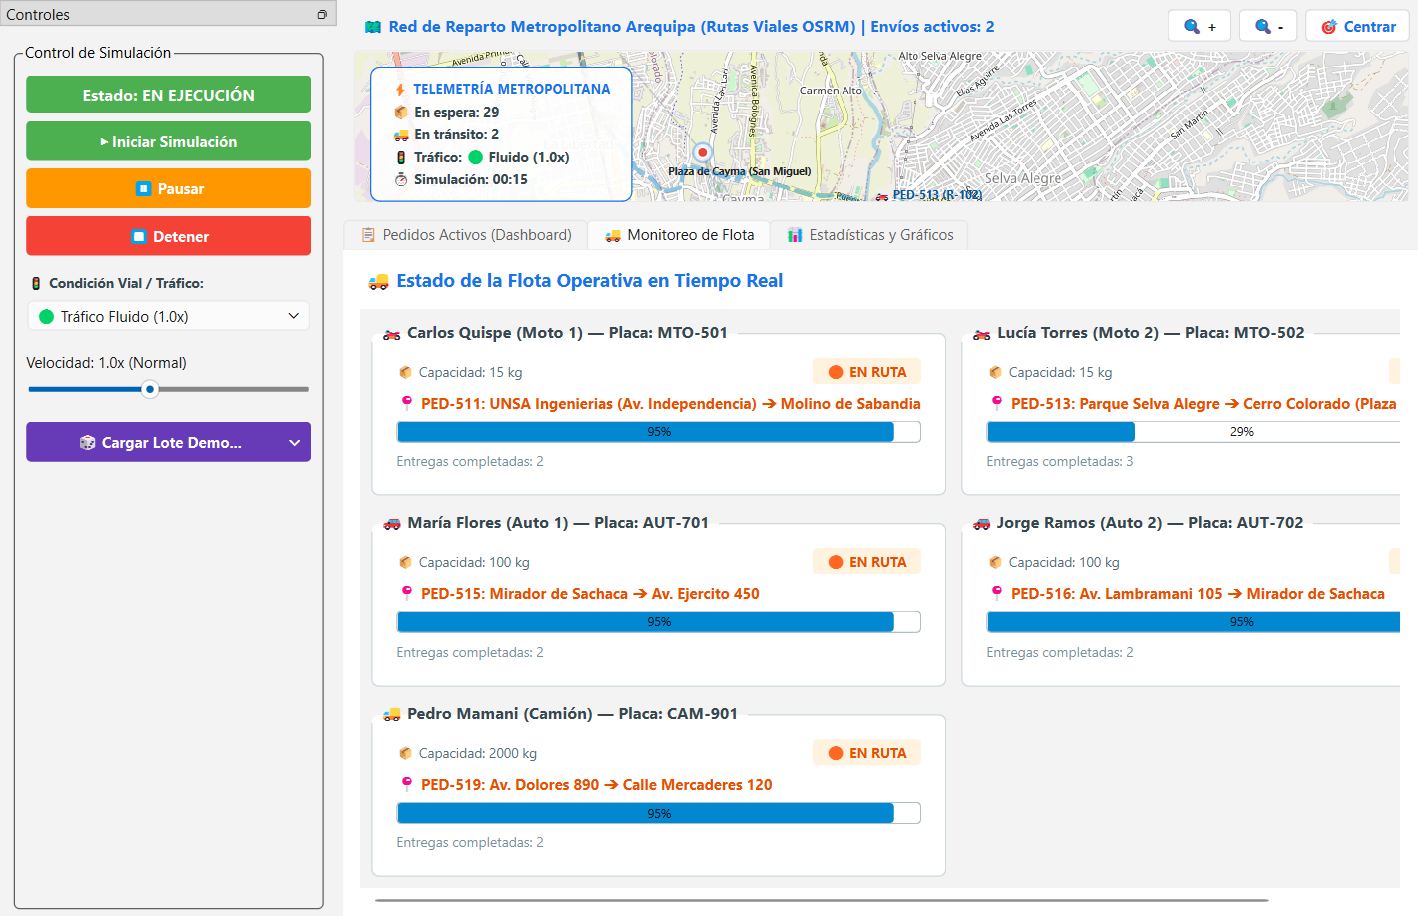 Controles
Control de Simulación
Estado: EN EJECUCIÓN
Iniciar Simulación
Pausar
Detener
Condición Vial / Tráfico:
Tráfico Fluido (1.0x)
Velocidad: 1.0x (Normal)
Cargar Lote Demo...
Red de Reparto Metropolitano Arequipa (Rutas Viales OSRM) | Envíos activos: 2
+
-
Centrar
TELEMETRÍA METROPOLITANA
En espera: 29
En tránsito: 2
Tráfico: Fluido (1.0x)
Simulación: 00:15
Alto Selva Alegre
Carmen Alto
Avenida Bolognes
Avenida Las Torres
San Martín
Plaza de Cayma (San Miguel)
Cayma
Selva Alegre
PED-513 (R-102)
Pedidos Activos (Dashboard)
Monitoreo de Flota
Estadísticas y Gráficos
Estado de la Flota Operativa en Tiempo Real
Carlos Quispe (Moto 1) — Placa: MTO-501
Capacidad: 15 kg
EN RUTA
PED-511: UNSA Ingenierias (Av. Independencia) ➔ Molino de Sabandia
95%
Entregas completadas: 2
Lucía Torres (Moto 2) — Placa: MTO-502
Capacidad: 15 kg
PED-513: Parque Selva Alegre ➔ Cerro Colorado (Plaza
29%
Entregas completadas: 3
María Flores (Auto 1) — Placa: AUT-701
Capacidad: 100 kg
EN RUTA
PED-515: Mirador de Sachaca ➔ Av. Ejercito 450
95%
Entregas completadas: 2
Jorge Ramos (Auto 2) — Placa: AUT-702
Capacidad: 100 kg
PED-516: Av. Lambramani 105 ➔ Mirador de Sachaca
95%
Entregas completadas: 2
Pedro Mamani (Camión) — Placa: CAM-901
Capacidad: 2000 kg
EN RUTA
PED-519: Av. Dolores 890 ➔ Calle Mercaderes 120
95%
Entregas completadas: 2